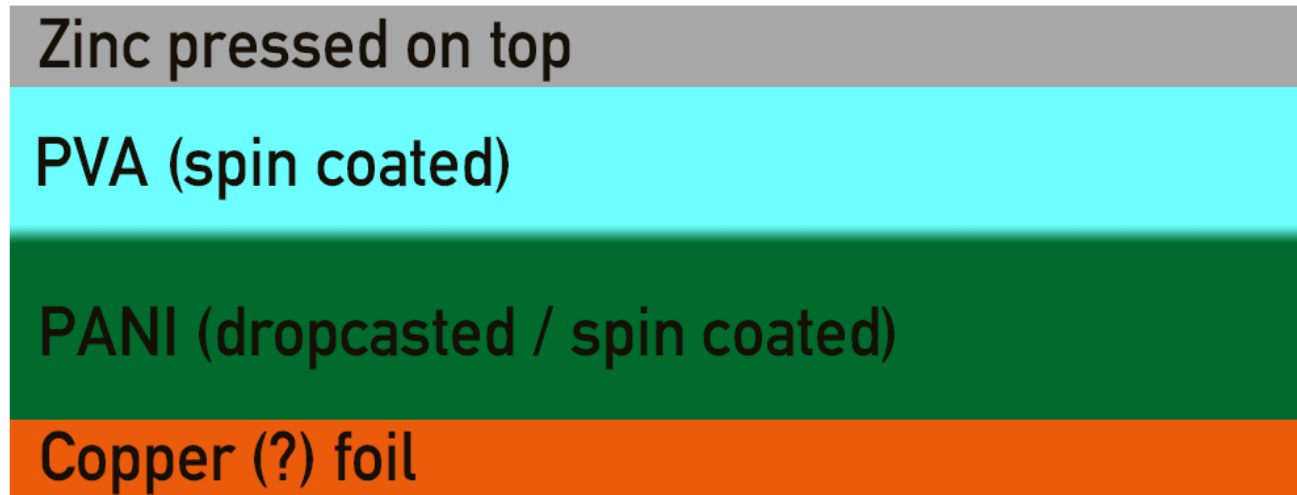 Zinc pressed on top
PVA (spin coated)
PANI (dropcasted / spin coated)
Copper (?) foil